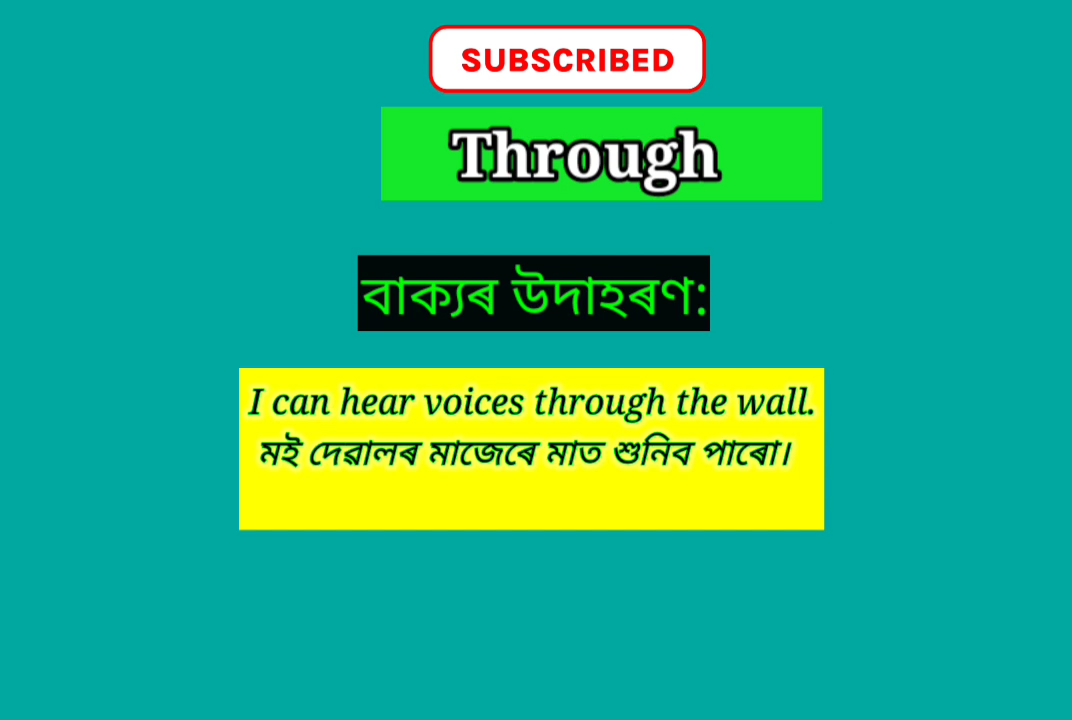 SUBSCRIBED
Through
বাক্যৰ উদাহৰণ:
I can hear voices through the wall.
মই দেৱালৰ মাজেৰে মাত শুনিব পাৰো।